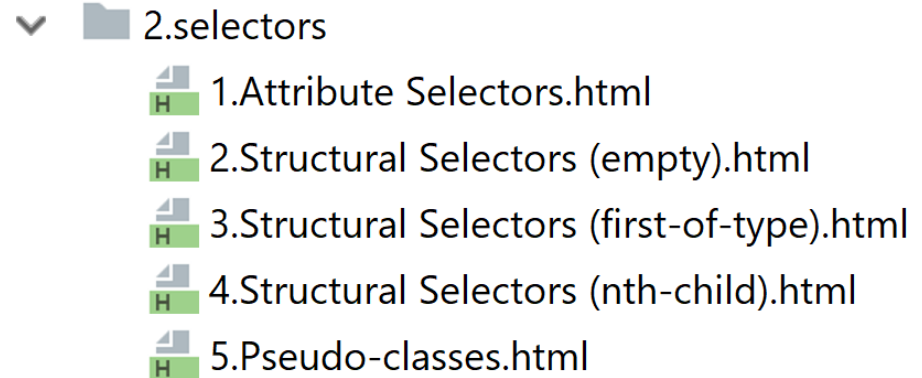 2.selectors
H 1.Attribute Selectors.html
H 2.Structural Selectors (empty).html
H 3.Structural Selectors (first-of-type).html
H 4.Structural Selectors (nth-child).html
H 5.Pseudo-classes.html